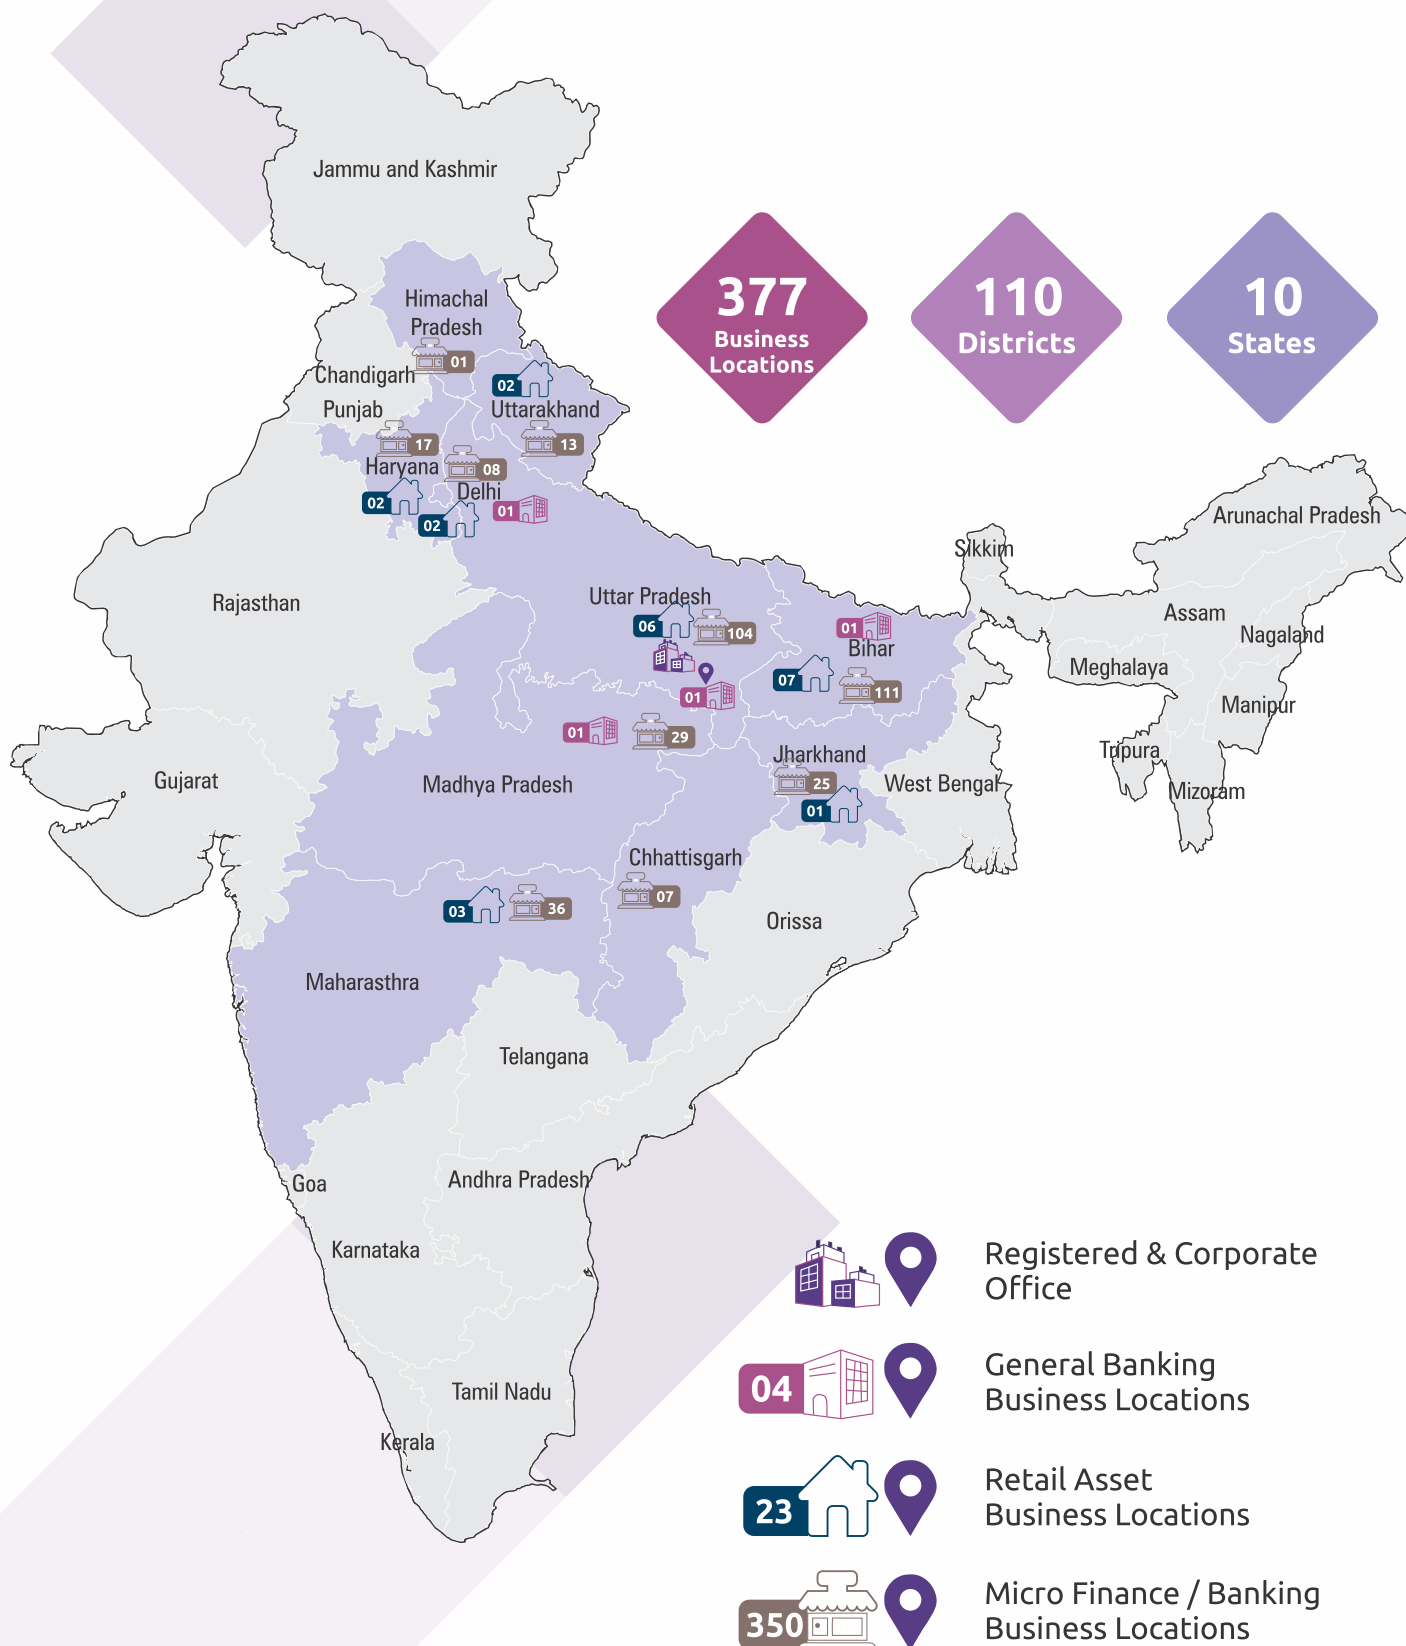 Jammu and Kashmir
Himachal
Pradesh
01
377
Business
Locations
110
Districts
10
States
Chandigarh
02
Punjab
Uttarakhand
17
13
Haryana
08
Delhi
02
02
01
Rajasthan
Uttar Pradesh
06
104
01
01
Bihar
07
111
Sikkim
Arunachal Pradesh
Assam
Nagaland
Meghalaya
Manipur
Tripura
Mizoram
01
29
Gujarat
Madhya Pradesh
Jharkhand
25
01
West Bengal
Chhattisgarh
07
03
36
Orissa
Maharasthra
Telangana
Goa
Andhra Pradesh
Karnataka
Tamil Nadu
Kerala
Registered & Corporate
Office
04
General Banking
Business Locations
23
Retail Asset
Business Locations
350
Micro Finance / Banking
Business Locations